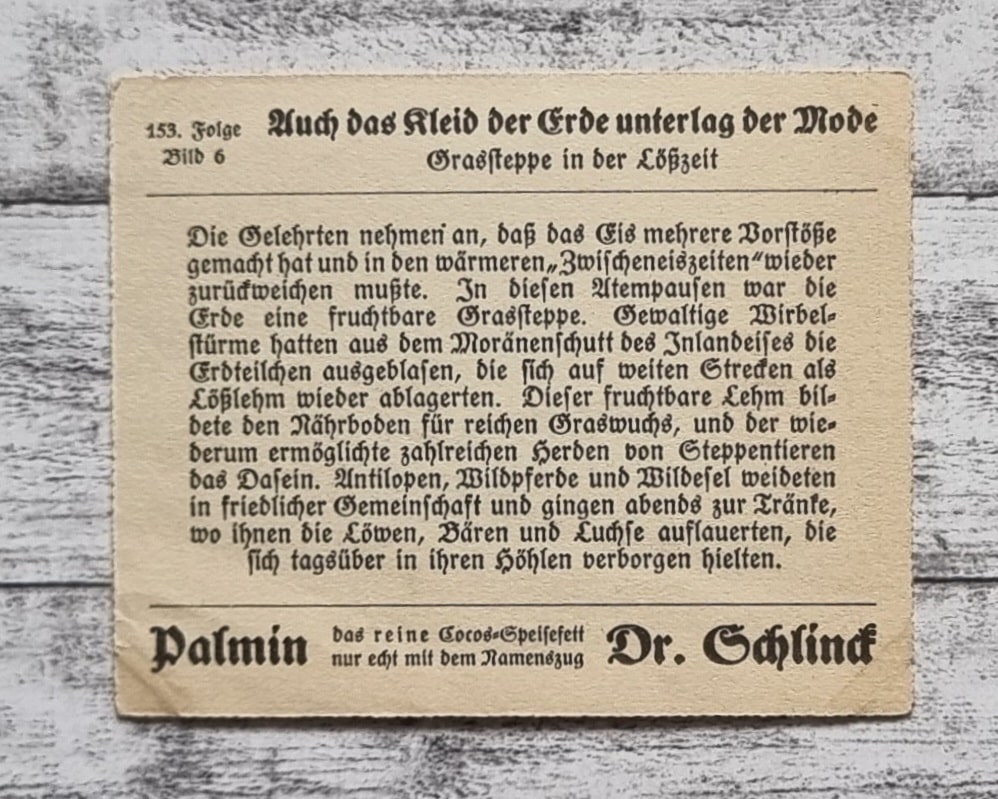 153. Folge Auch das Kleid der Erde unterlag der Mode
Bild 6 Grassteppe in der Lößzeit
Die Gelehrten nehmen an, daß das Eis mehrere Vorstöße
gemacht hat und in den wärmeren „Zwischeneiszeiten“ wieder
zurückweichen mußte. In diesen Atempausen war die
Erde eine fruchtbare Grassteppe. Gewaltige Wirbel-
stürme hatten aus dem Moränenschutt des Inlandeises die
Erdteilchen ausgeblasen, die sich auf weiten Strecken als
Lößlehm wieder ablagerten. Dieser fruchtbare Lehm bil-
dete den Nährboden für reichen Graswuchs, und der wie-
derum ermöglichte zahlreichen Herden von Steppentieren
das Dasein. Antilopen, Wildpferde und Wildesel weideten
in friedlicher Gemeinschaft und gingen abends zur Tränke,
wo ihnen die Löwen, Bären und Luchse auflauerten, die
sich tagsüber in ihren Höhlen verborgen hielten.
Palmin das reine Cocos-Speisefett Dr. Schlinck
nur echt mit dem Namenszug